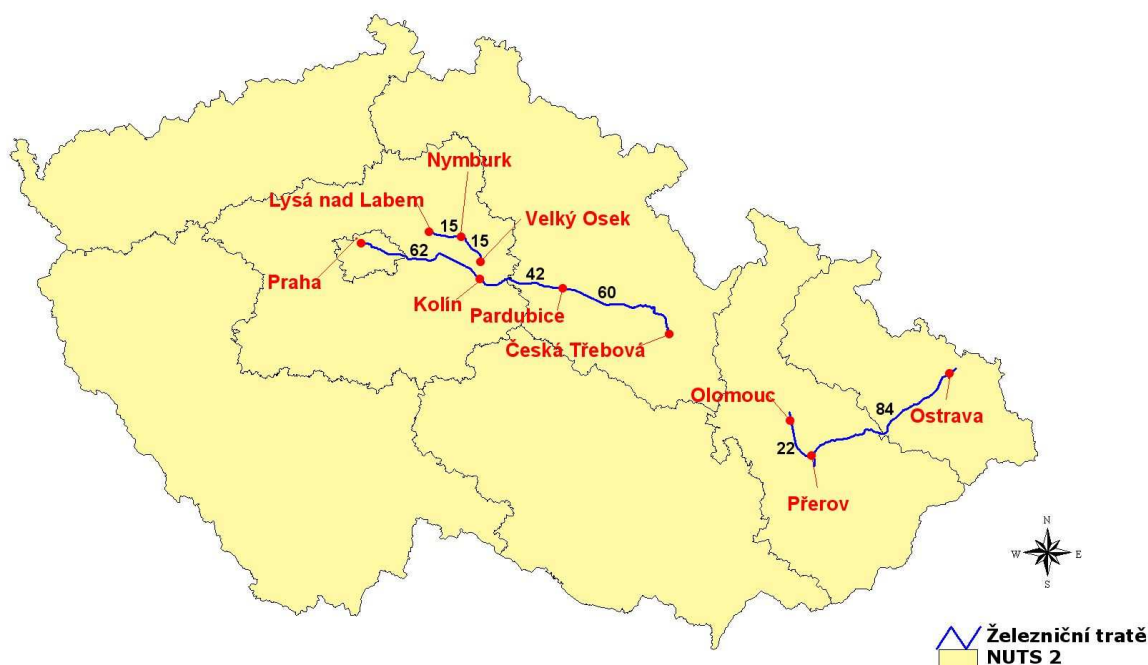 Nymburk
Lysá nad Labem
15
15
Velký Osek
62
Praha
42
Kolín
Pardubice
60
Česká Třebová
Olomouc
84
Ostrava
22
Přerov
N
W E
S
Železniční tratě
NUTS 2